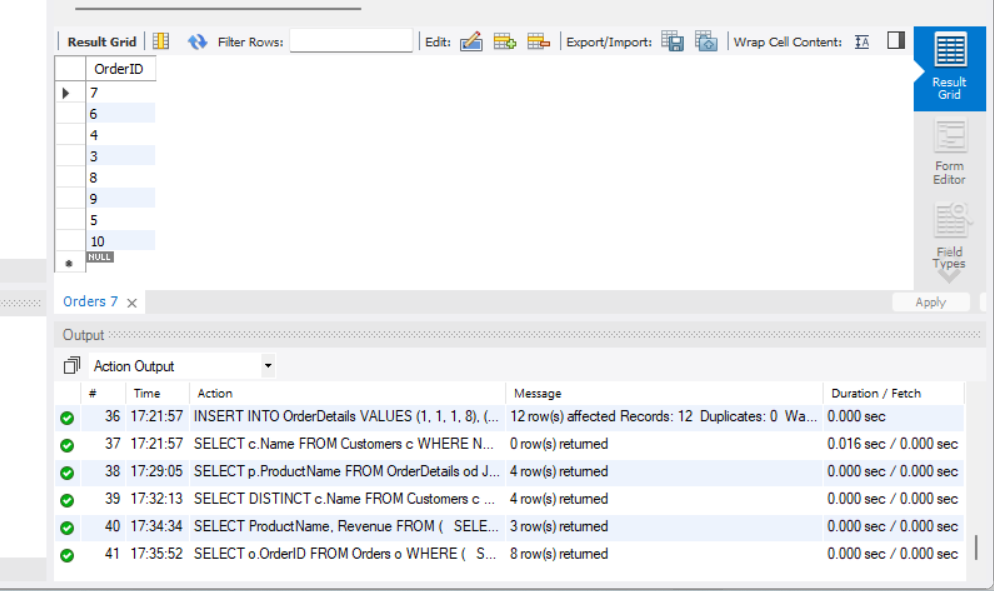 Result Grid Filter Rows: Edit: Export/Import: Wrap Cell Content: IA
Result
Grid
OrderID
7
6
4
3
8
9
5
10
NULL
Form
Editor
Field
Types
Orders 7 ×
Apply
Output
Action Output
# Time Action Message Duration / Fetch
36 17:21:57 INSERT INTO OrderDetails VALUES (1, 1, 1, 8), (... 12 row(s) affected Records: 12 Duplicates: 0 Wa... 0.000 sec
37 17:21:57 SELECT c.Name FROM Customers c WHERE N... 0 row(s) returned 0.016 sec / 0.000 sec
38 17:29:05 SELECT p.ProductName FROM OrderDetails od J... 4 row(s) returned 0.000 sec / 0.000 sec
39 17:32:13 SELECT DISTINCT c.Name FROM Customers c ... 4 row(s) returned 0.000 sec / 0.000 sec
40 17:34:34 SELECT ProductName, Revenue FROM ( SELE... 3 row(s) returned 0.000 sec / 0.000 sec
41 17:35:52 SELECT o.OrderID FROM Orders o WHERE ( S... 8 row(s) returned 0.000 sec / 0.000 sec